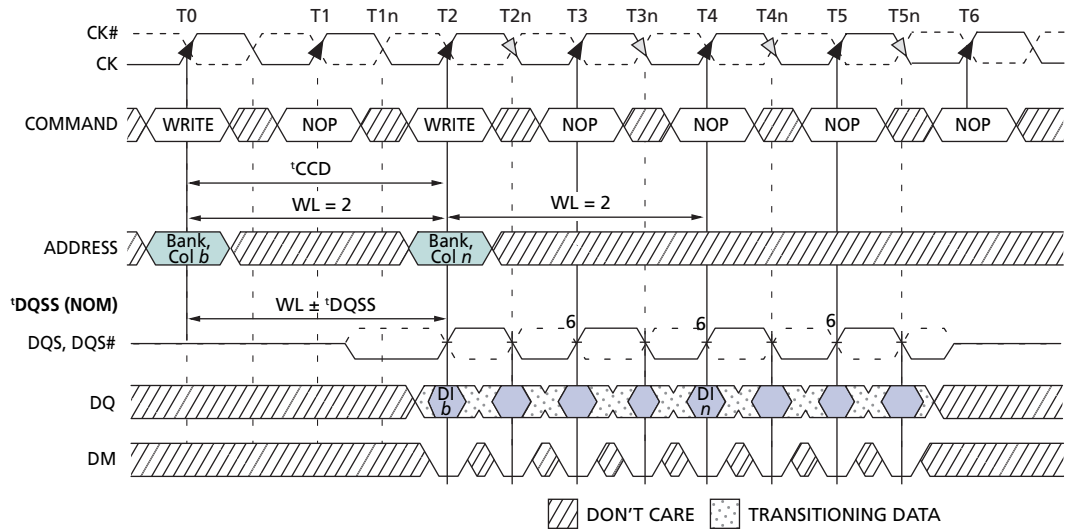 T0 T1 T1n T2 T2n T3 T3n T4 T4n T5 T5n T6
CK#
CK
COMMAND WRITE NOP WRITE NOP NOP NOP NOP
tCCD
WL = 2 WL = 2
ADDRESS Bank, Col b Bank, Col n
tDQSS (NOM) WL ± tDQSS
6 6 6
DQS, DQS#
DQ DI b DI n
DM
DON'T CARE TRANSITIONING DATA